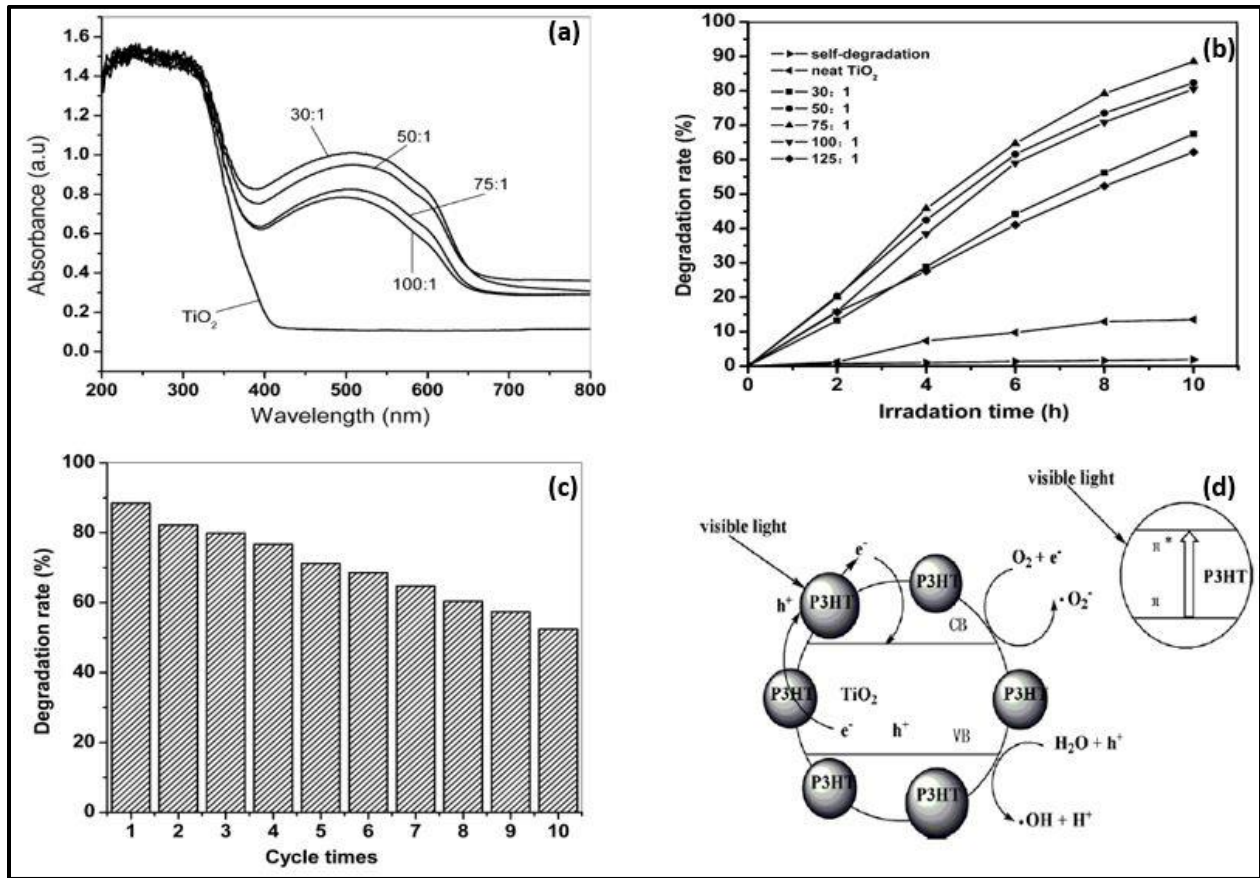 (a)
1.6
1.4
1.2
1.0
0.8
0.6
0.4
0.2
0.0
Absorbance (a.u)
30:1
50:1
75:1
100:1
TiO₂
200 300 400 500 600 700 800
Wavelength (nm)
(b)
100
90
80
70
60
50
40
30
20
10
0
Degradation rate (%)
self-degradation
neat TiO₂
30: 1
50: 1
75: 1
100: 1
125: 1
0 2 4 6 8 10
Irradation time (h)
(c)
100
80
60
40
20
0
Degradation rate (%)
1 2 3 4 5 6 7 8 9 10
Cycle times
(d)
visible light
π*
P3HT
π
visible light
e⁻
O₂ + e⁻
P3HT
P3HT
h⁺
·O₂⁻
CB
P3HT
TiO₂
P3HT
e⁻
h⁺
VB
H₂O + h⁺
P3HT
P3HT
·OH + H⁺